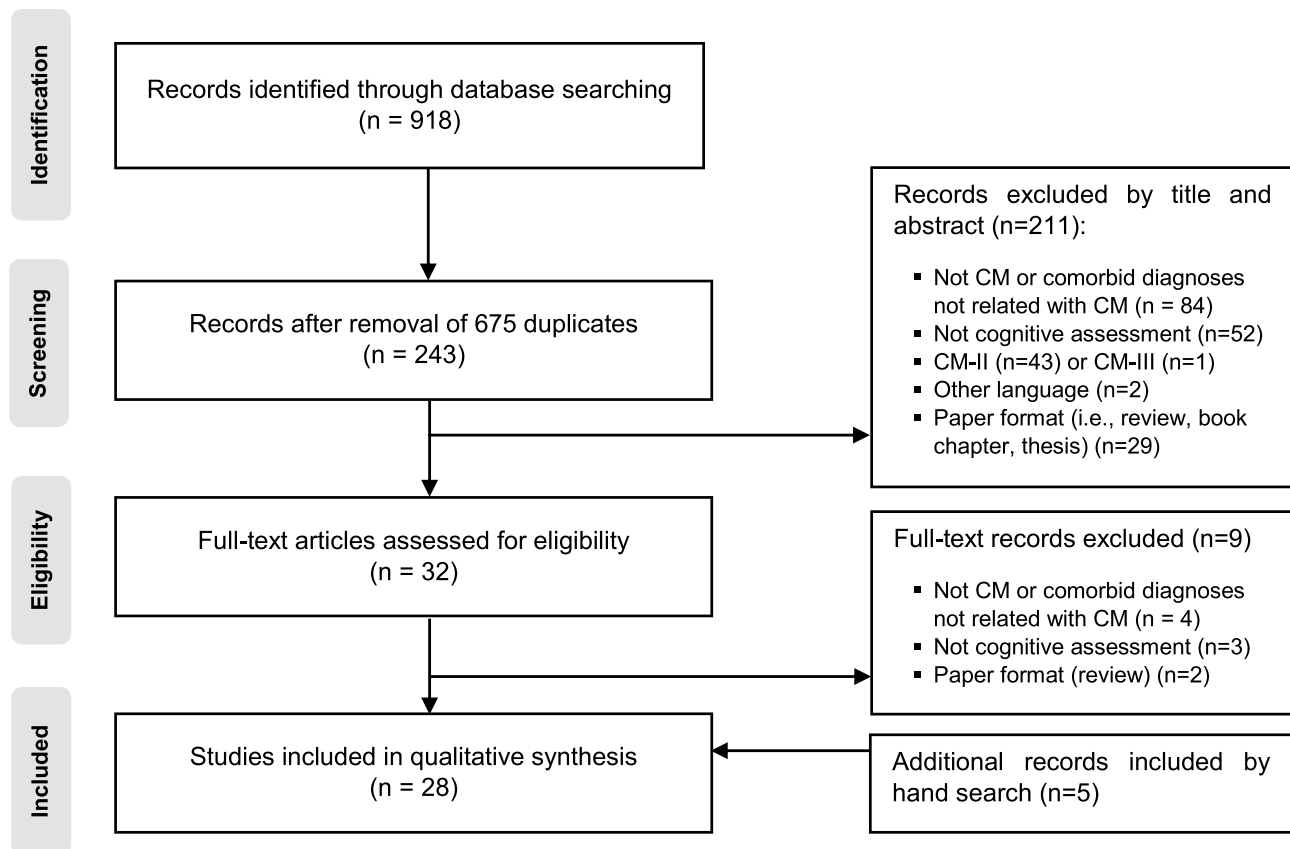 Identification
Records identified through database searching
(n = 918)
Records excluded by title and
abstract (n=211):
▪ Not CM or comorbid diagnoses
not related with CM (n = 84)
▪ Not cognitive assessment (n=52)
▪ CM-II (n=43) or CM-III (n=1)
▪ Other language (n=2)
▪ Paper format (i.e., review, book
chapter, thesis) (n=29)
Screening
Records after removal of 675 duplicates
(n = 243)
Eligibility
Full-text articles assessed for eligibility
(n = 32)
Full-text records excluded (n=9)
▪ Not CM or comorbid diagnoses
not related with CM (n = 4)
▪ Not cognitive assessment (n=3)
▪ Paper format (review) (n=2)
Included
Studies included in qualitative synthesis
(n = 28)
Additional records included by
hand search (n=5)